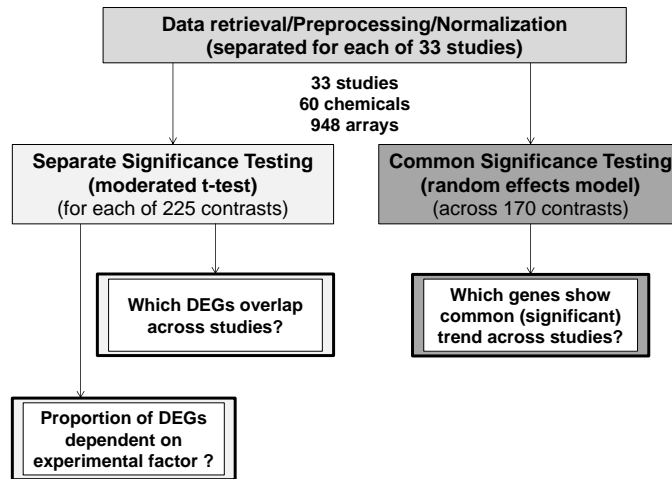 Data retrieval/Preprocessing/Normalization
(separated for each of 33 studies)
33 studies
60 chemicals
948 arrays
Separate Significance Testing
(moderated t-test)
(for each of 225 contrasts)
Common Significance Testing
(random effects model)
(across 170 contrasts)
Which DEGs overlap
across studies?
Which genes show
common (significant)
trend across studies?
Proportion of DEGs
dependent on
experimental factor ?